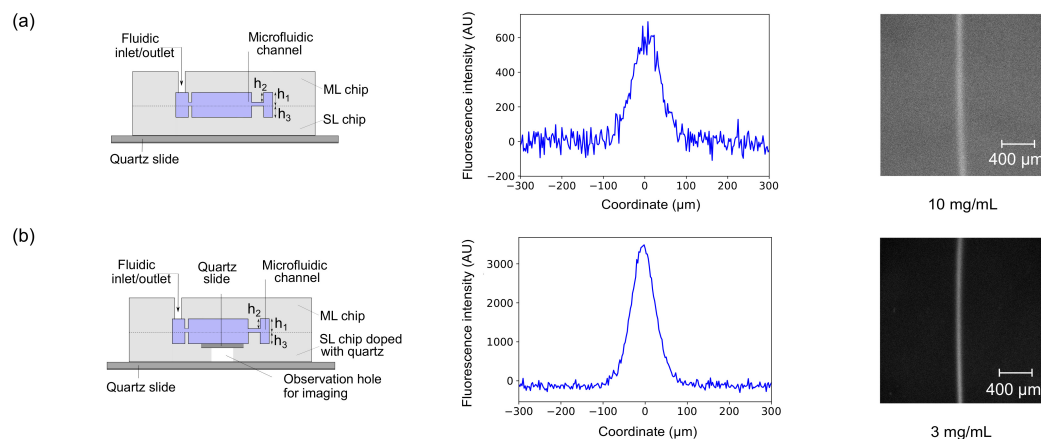 (a)
Fluidic
inlet/outlet
Microfluidic
channel
h2
h1
h3
ML chip
SL chip
Quartz slide
Fluorescence intensity (AU)
600
400
200
0
−200
−300 −200 −100 0 100 200 300
Coordinate (µm)
400 µm
10 mg/mL
(b)
Fluidic
inlet/outlet
Quartz
slide
Microfluidic
channel
h2
h1
h3
ML chip
SL chip doped
with quartz
Quartz slide
Observation hole
for imaging
Fluorescence intensity (AU)
3000
2000
1000
0
−300 −200 −100 0 100 200 300
Coordinate (µm)
400 µm
3 mg/mL